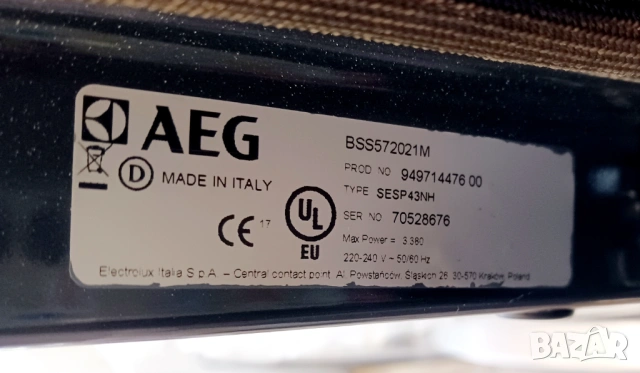 AEG
BSS572021M
PROD NO 949714476 00
TYPE SESP43NH
SER NO 70528676
Max Power = 3 380
220-240 V ~ 50/60 Hz
D MADE IN ITALY
CE 17
UL
EU
Electrolux Italia S.p.A. – Central contact point Al. Powstańców Śląskich 26 30-570 Kraków, Poland
BAZAR